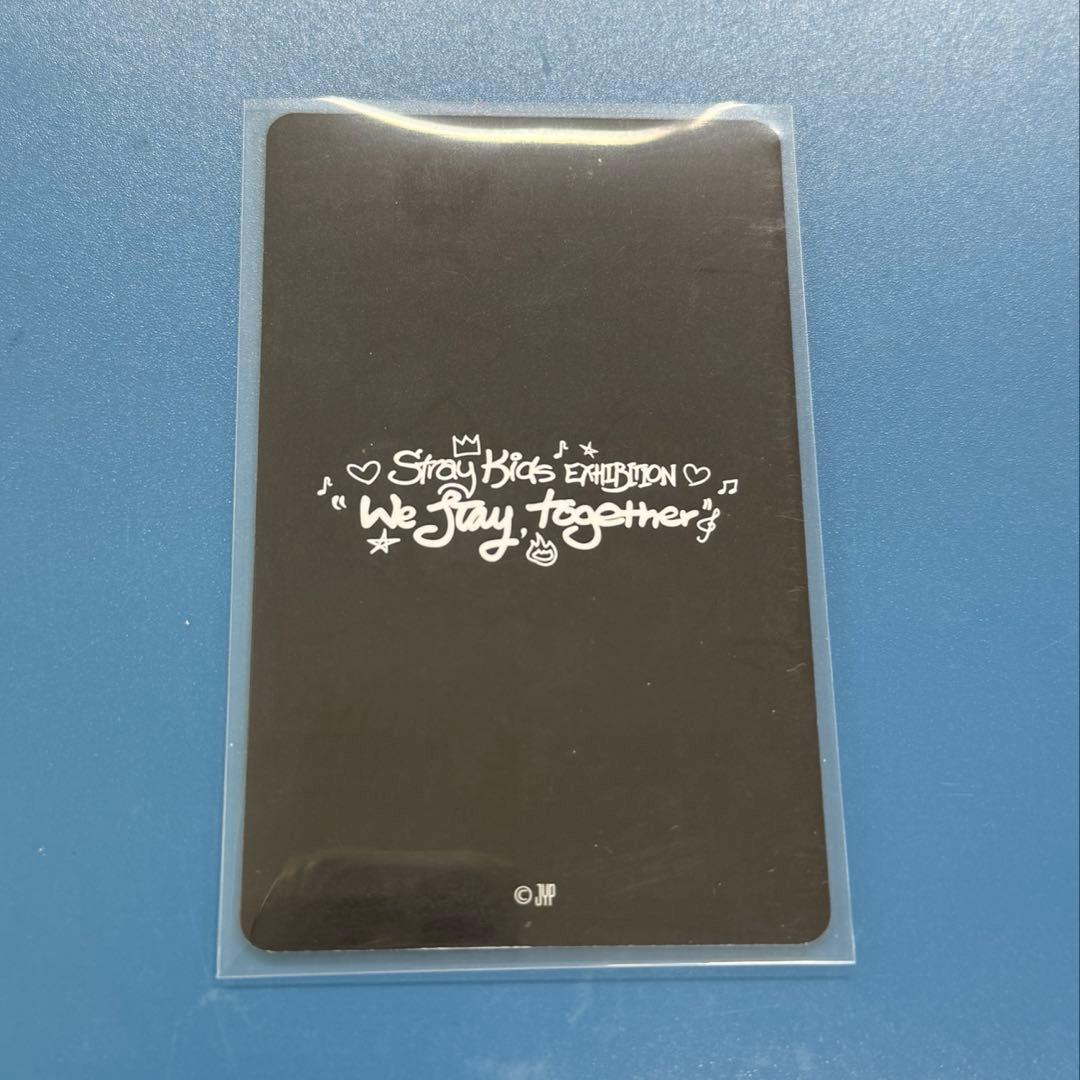 Stray Kids EXHIBITION
"We Stay, together"
© JYP